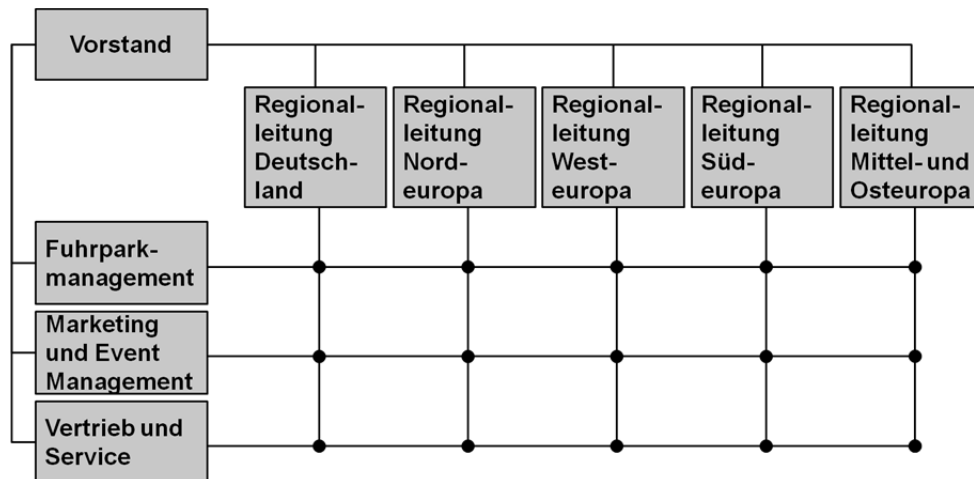 Vorstand
Regional-
leitung
Deutsch-
land
Regional-
leitung
Nord-
europa
Regional-
leitung
West-
europa
Regional-
leitung
Süd-
europa
Regional-
leitung
Mittel- und
Osteuropa
Fuhrpark-
management
Marketing
und Event
Management
Vertrieb und
Service